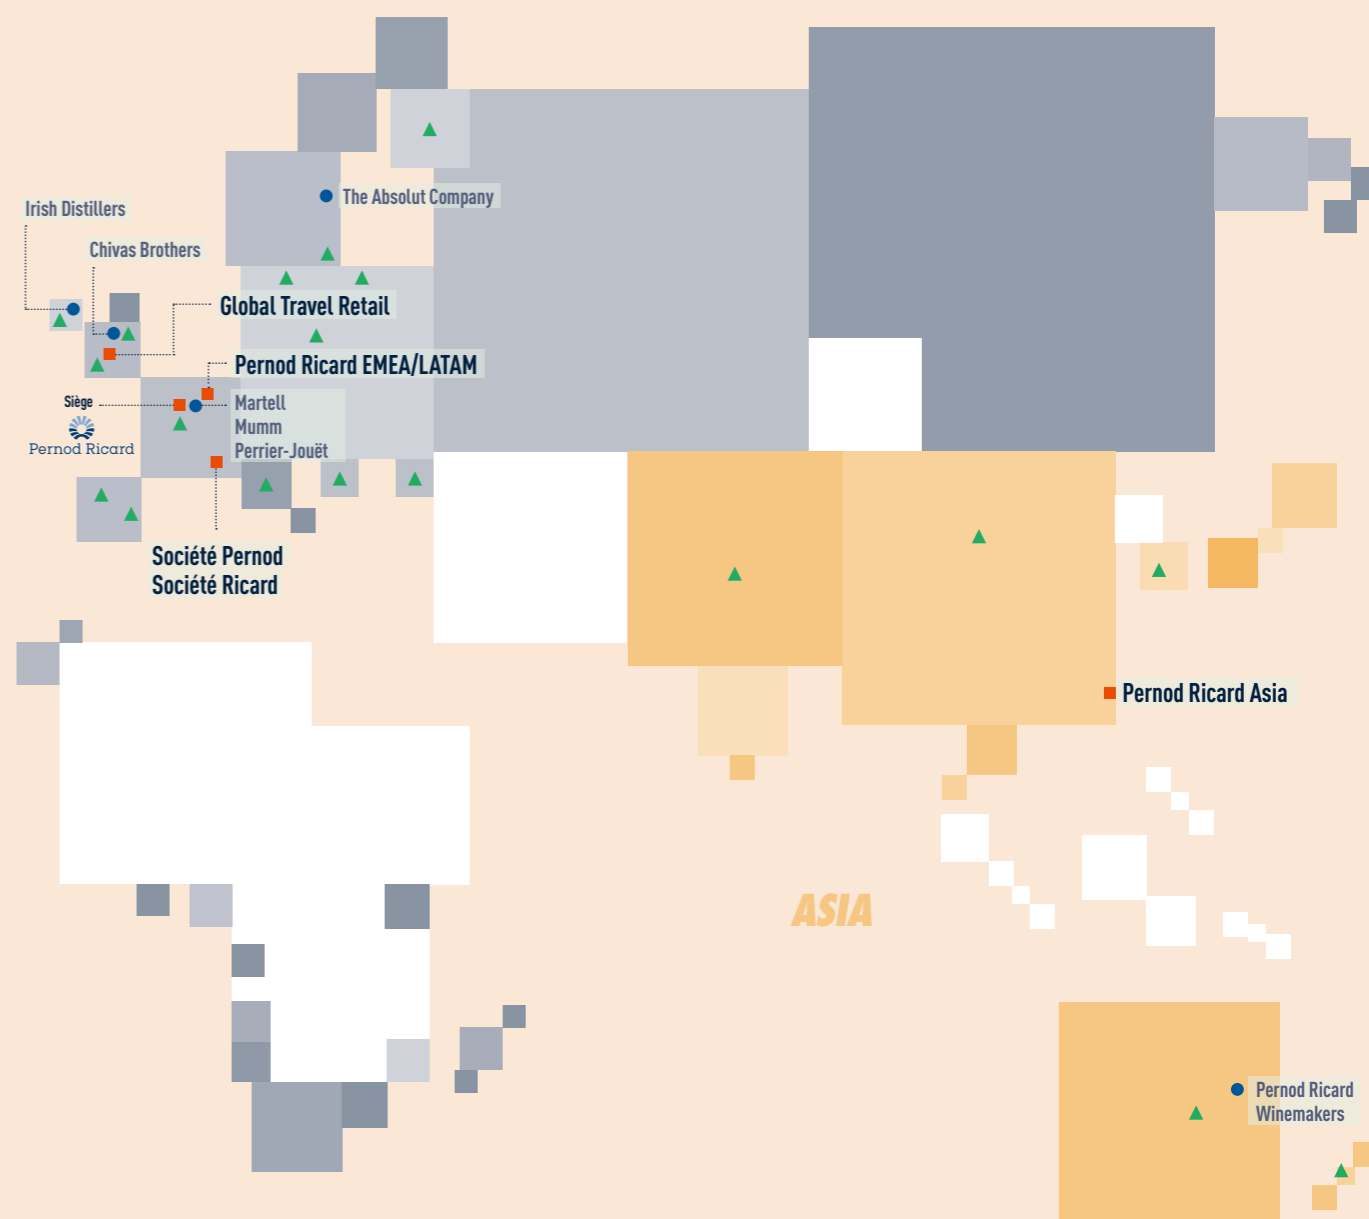 The Absolut Company
Irish Distillers
Chivas Brothers
Global Travel Retail
Pernod Ricard EMEA/LATAM
Siège
Pernod Ricard
Martell
Mumm
Perrier-Jouët
Société Pernod
Société Ricard
Pernod Ricard Asia
ASIA
Pernod Ricard
Winemakers